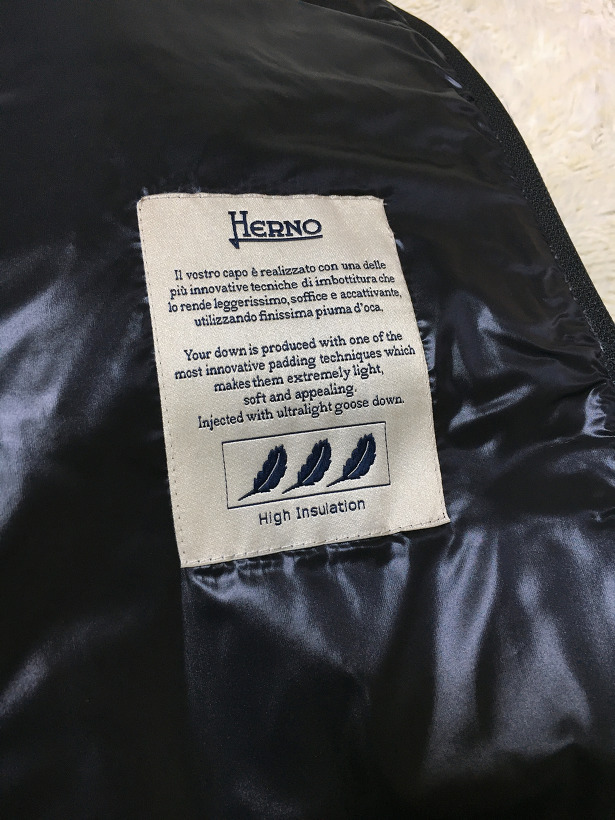 HERNO
Il vostro capo è realizzato con una delle
più innovative tecniche di imbottitura che
lo rende leggerissimo, soffice e accattivante,
utilizzando finissima piuma d'oca.
Your down is produced with one of the
most innovative padding techniques which
makes them extremely light,
soft and appealing.
Injected with ultralight goose down.
High Insulation